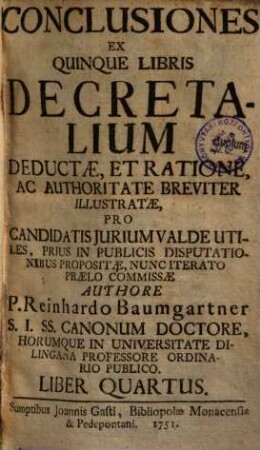 CONCLUSIONES
EX
QUINQUE LIBRIS
DECRETA-
LIUM
DEDUCTÆ, ET RATIONE,
AC AUTHORITATE BREVITER
ILLUSTRATÆ,
PRO
CANDIDATIS JURIUM VALDE UTI-
LES, PRIUS IN PUBLICIS DISPUTATIO-
NIBUS PROPOSITÆ, NUNC ITERATO
PRÆLO COMMISSÆ
AUTHORE
P. Reinhardo Baumgartner
S. I. SS. CANONUM DOCTORE,
HORUMQUE IN UNIVERSITATE DI-
LINGANA PROFESSORE ORDINA-
RIO PUBLICO.
LIBER QUARTUS.
Sumptibus Joannis Gastl, Bibliopolæ Monacensis
& Pedepontani. 1751.